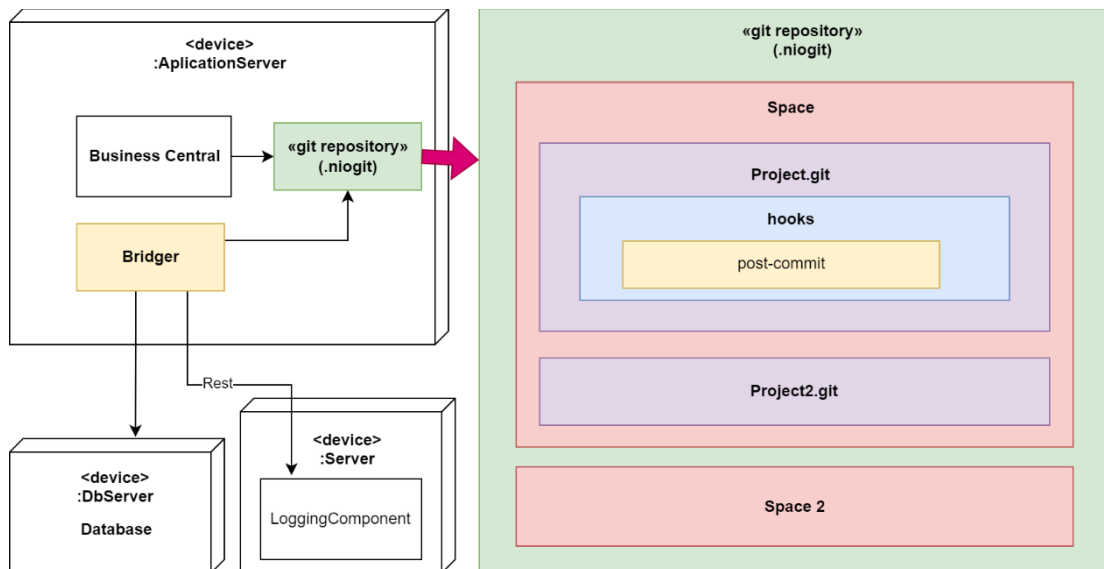 <device>
:AplicationServer
Business Central
«git repository»
(.niogit)
Bridger
Rest
<device>
:DbServer
Database
<device>
:Server
LoggingComponent
«git repository»
(.niogit)
Space
Project.git
hooks
post-commit
Project2.git
Space 2